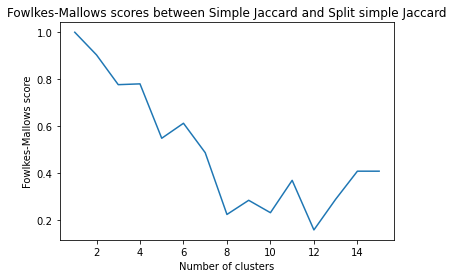 Fowlkes-Mallows scores between Simple Jaccard and Split simple Jaccard
1.0
0.8
0.6
0.4
0.2
Fowlkes-Mallows score
2 4 6 8 10 12 14
Number of clusters